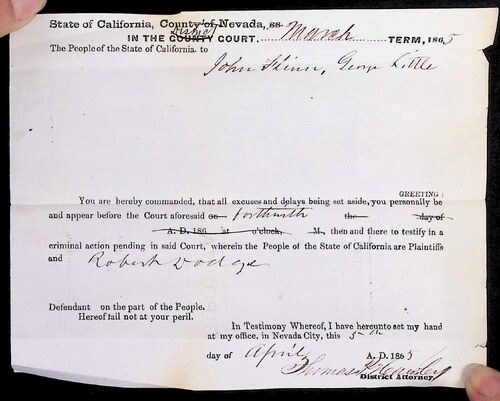 State of California, County of Nevada, ss.
IN THE COUNTY District COURT, March TERM, 1865
The People of the State of California. to
John Flinn, George Little
GREETING:
You are hereby commanded, that all excuses and delays being set aside, you personally be
and appear before the Court aforesaid on forthwith the day of
A. D. 186 at o'clock, M., then and there to testify in a
criminal action pending in said Court, wherein the People of the State of California are Plaintiffs
and Robert Dodge
Defendant on the part of the People.
Hereof fail not at your peril.
In Testimony Whereof, I have hereunto set my hand
at my office, in Nevada City, this 5th
day of April A. D. 1865
Thomas P
District Attorney.